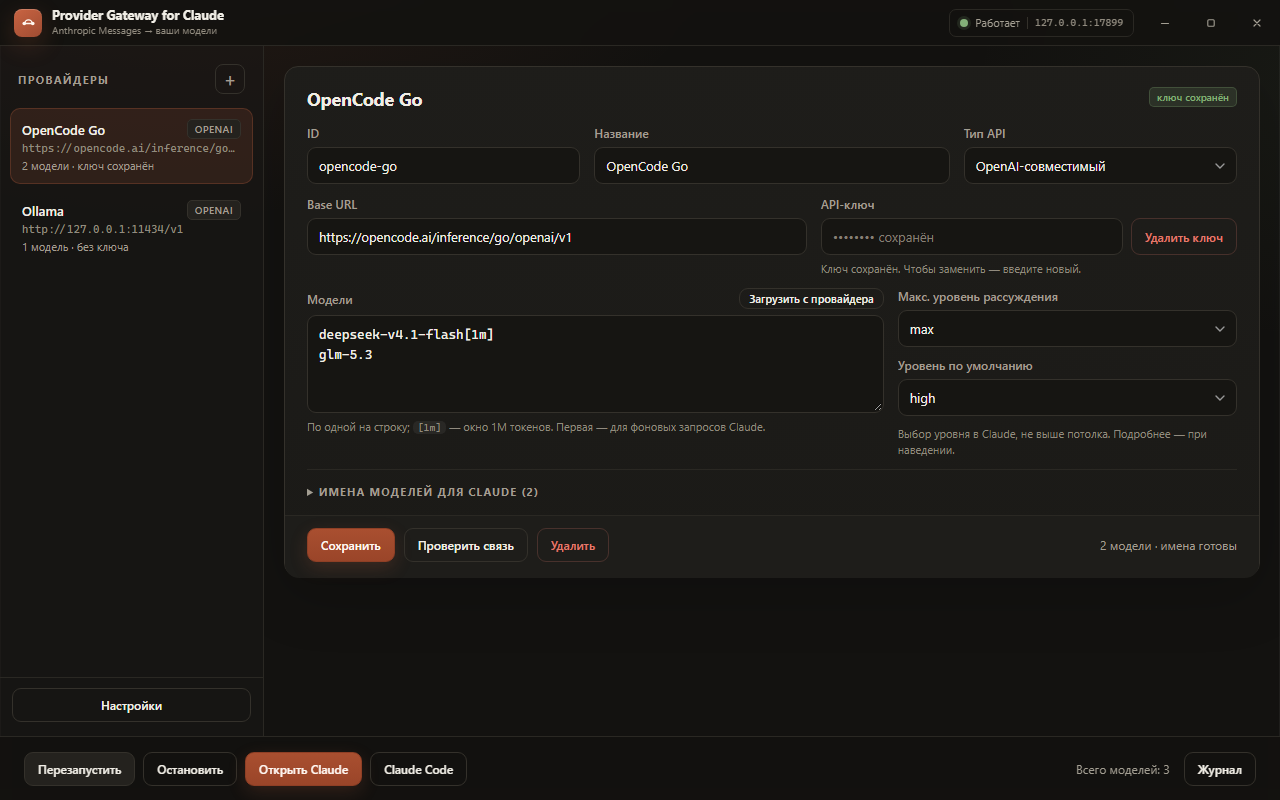 Provider Gateway for Claude
Anthropic Messages → ваши модели
Работает
127.0.0.1:17899
ПРОВАЙДЕРЫ
+
OpenCode Go
OPENAI
https://opencode.ai/inference/go…
2 модели · ключ сохранён
Ollama
OPENAI
http://127.0.0.1:11434/v1
1 модель · без ключа
Настройки
OpenCode Go
ключ сохранён
ID
Название
Тип API
opencode-go
OpenCode Go
OpenAI-совместимый
Base URL
API-ключ
https://opencode.ai/inference/go/openai/v1
•••••••• сохранён
Удалить ключ
Ключ сохранён. Чтобы заменить — введите новый.
Модели
Загрузить с провайдера
deepseek-v4.1-flash[1m]
glm-5.3
По одной на строку; [1m] — окно 1M токенов. Первая — для фоновых запросов Claude.
Макс. уровень рассуждения
max
Уровень по умолчанию
high
Выбор уровня в Claude, не выше потолка. Подробнее — при
наведении.
ИМЕНА МОДЕЛЕЙ ДЛЯ CLAUDE (2)
Сохранить
Проверить связь
Удалить
2 модели · имена готовы
Перезапустить
Остановить
Открыть Claude
Claude Code
Всего моделей: 3
Журнал